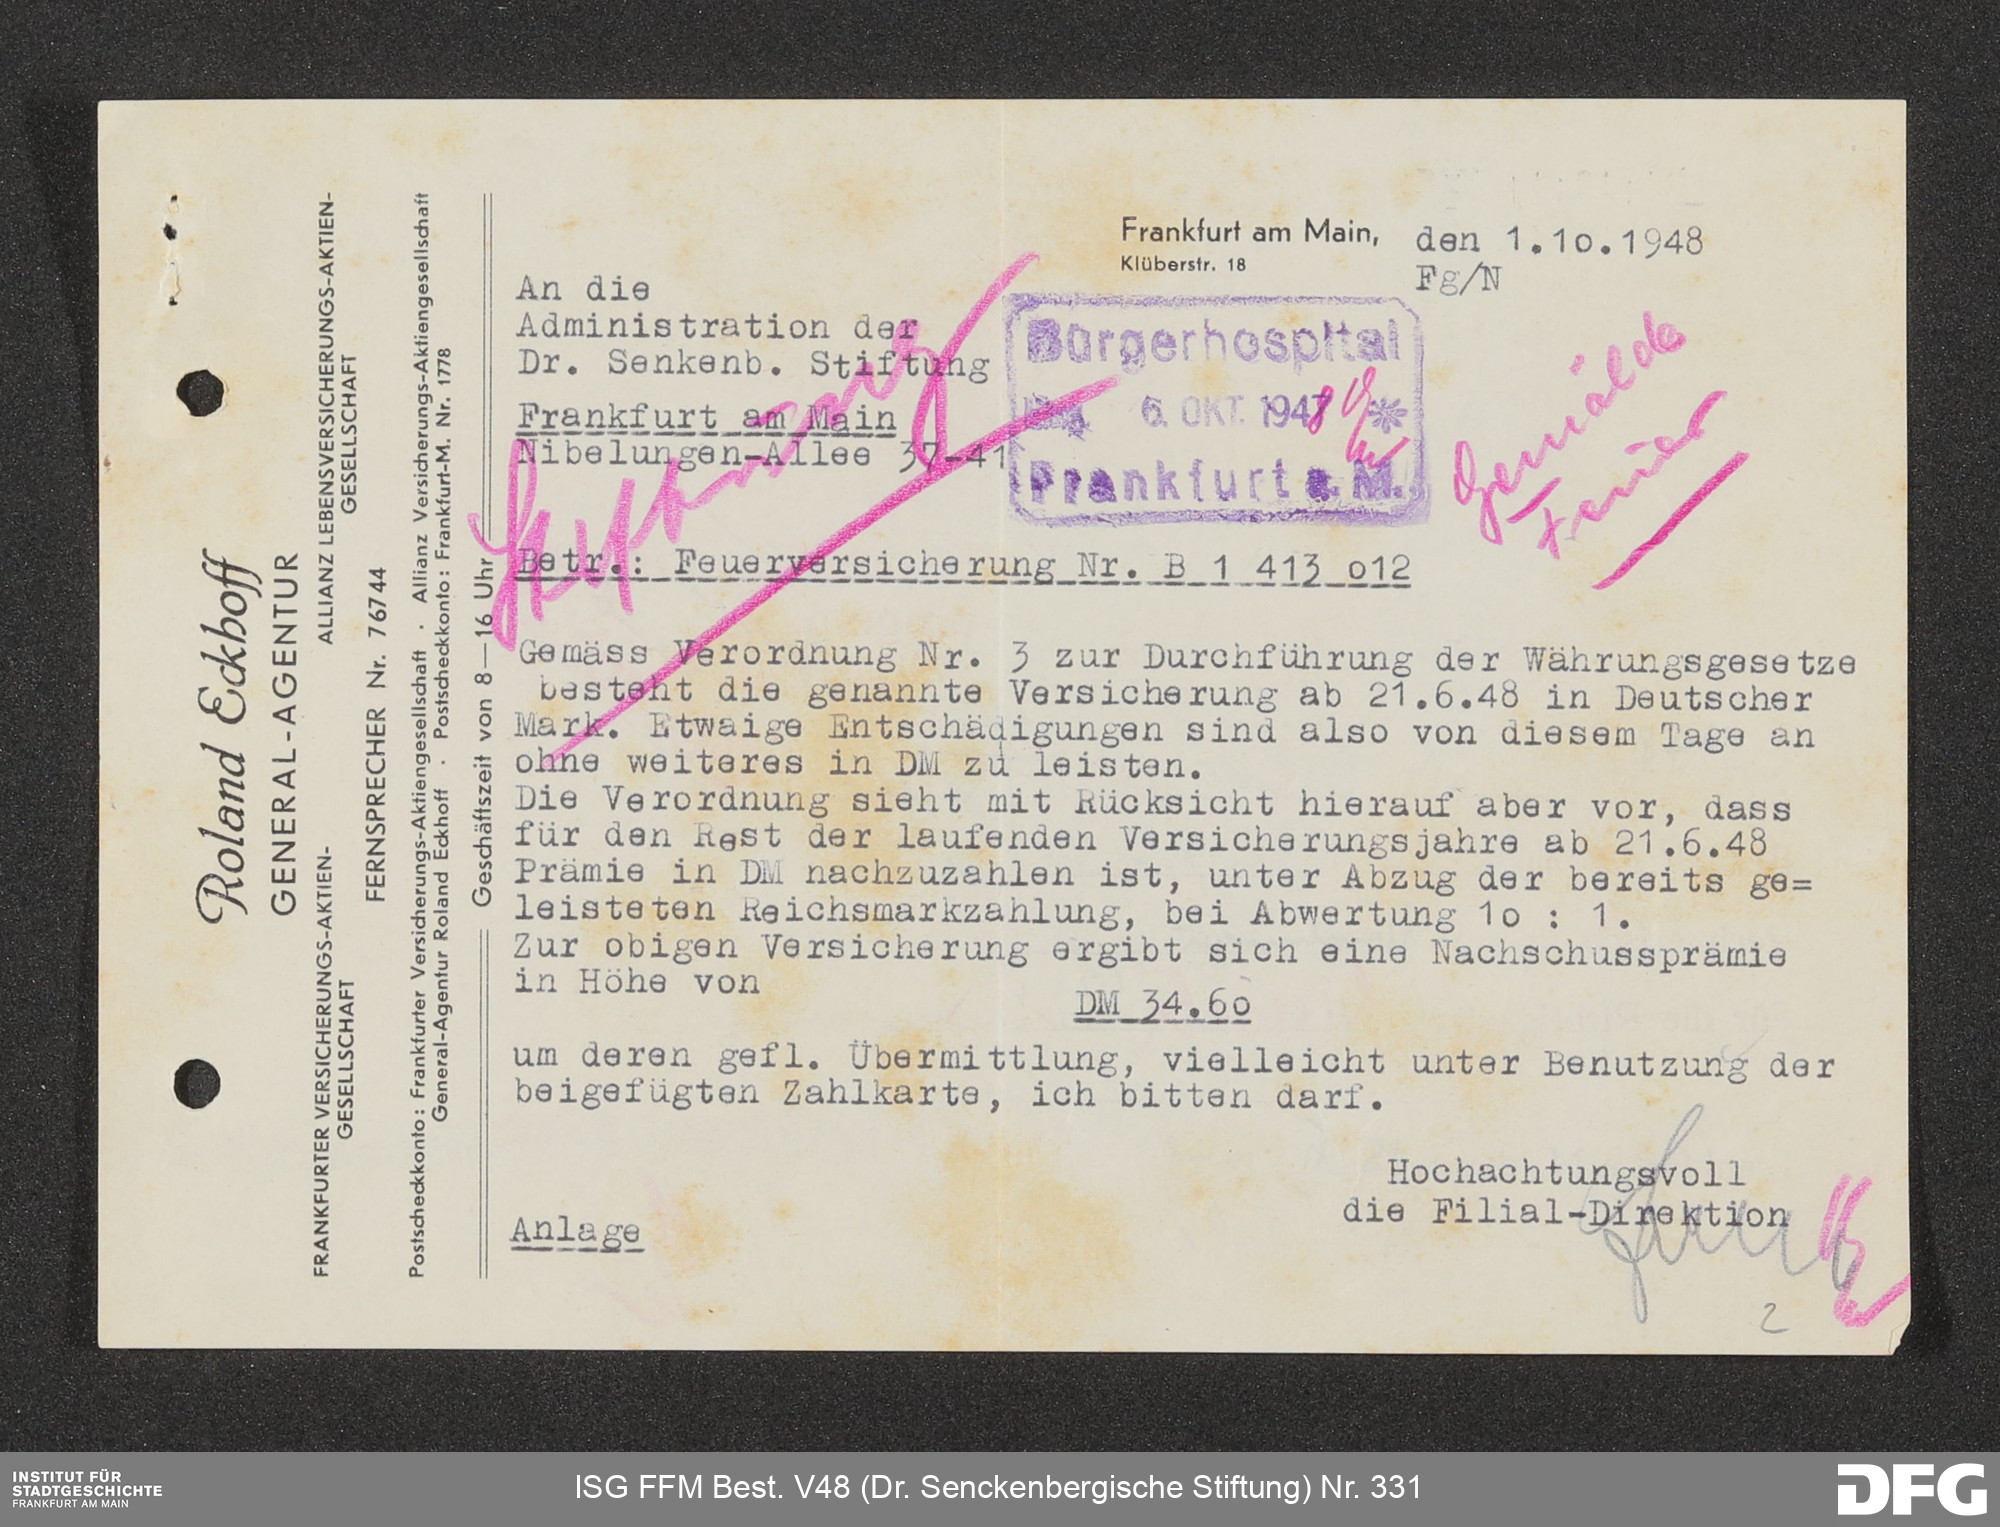 Roland Eckhoff
GENERAL-AGENTUR
FRANKFURTER VERSICHERUNGS-AKTIEN-
GESELLSCHAFT
ALLIANZ LEBENSVERSICHERUNGS-AKTIEN-
GESELLSCHAFT
FERNSPRECHER Nr. 76744
Postscheckkonto: Frankfurter Versicherungs-Aktiengesellschaft · Allianz Versicherungs-Aktiengesellschaft
General-Agentur Roland Eckhoff · Postscheckkonto: Frankfurt-M. Nr. 1778
Geschäftszeit von 8—16 Uhr
Frankfurt am Main, den 1.1o.1948
Klüberstr. 18
Fg/N
An die
Administration der
Dr. Senkenb. Stiftung
Frankfurt am Main
Nibelungen-Allee 37-41
Bürgerhospital
6. OKT. 1948
Frankfurt a. M.
Gemälde
Betr.: Feuerversicherung Nr. B 1 413 o12
Gemäss Verordnung Nr. 3 zur Durchführung der Währungsgesetze
besteht die genannte Versicherung ab 21.6.48 in Deutscher
Mark. Etwaige Entschädigungen sind also von diesem Tage an
ohne weiteres in DM zu leisten.
Die Verordnung sieht mit Rücksicht hierauf aber vor, dass
für den Rest der laufenden Versicherungsjahre ab 21.6.48
Prämie in DM nachzuzahlen ist, unter Abzug der bereits ge=
leisteten Reichsmarkzahlung, bei Abwertung 1o : 1.
Zur obigen Versicherung ergibt sich eine Nachschussprämie
in Höhe von
DM 34.6o
um deren gefl. Übermittlung, vielleicht unter Benutzung der
beigefügten Zahlkarte, ich bitten darf.
Hochachtungsvoll
die Filial-Direktion
Anlage
2
INSTITUT FÜR
STADTGESCHICHTE
FRANKFURT AM MAIN
ISG FFM Best. V48 (Dr. Senckenbergische Stiftung) Nr. 331
DFG